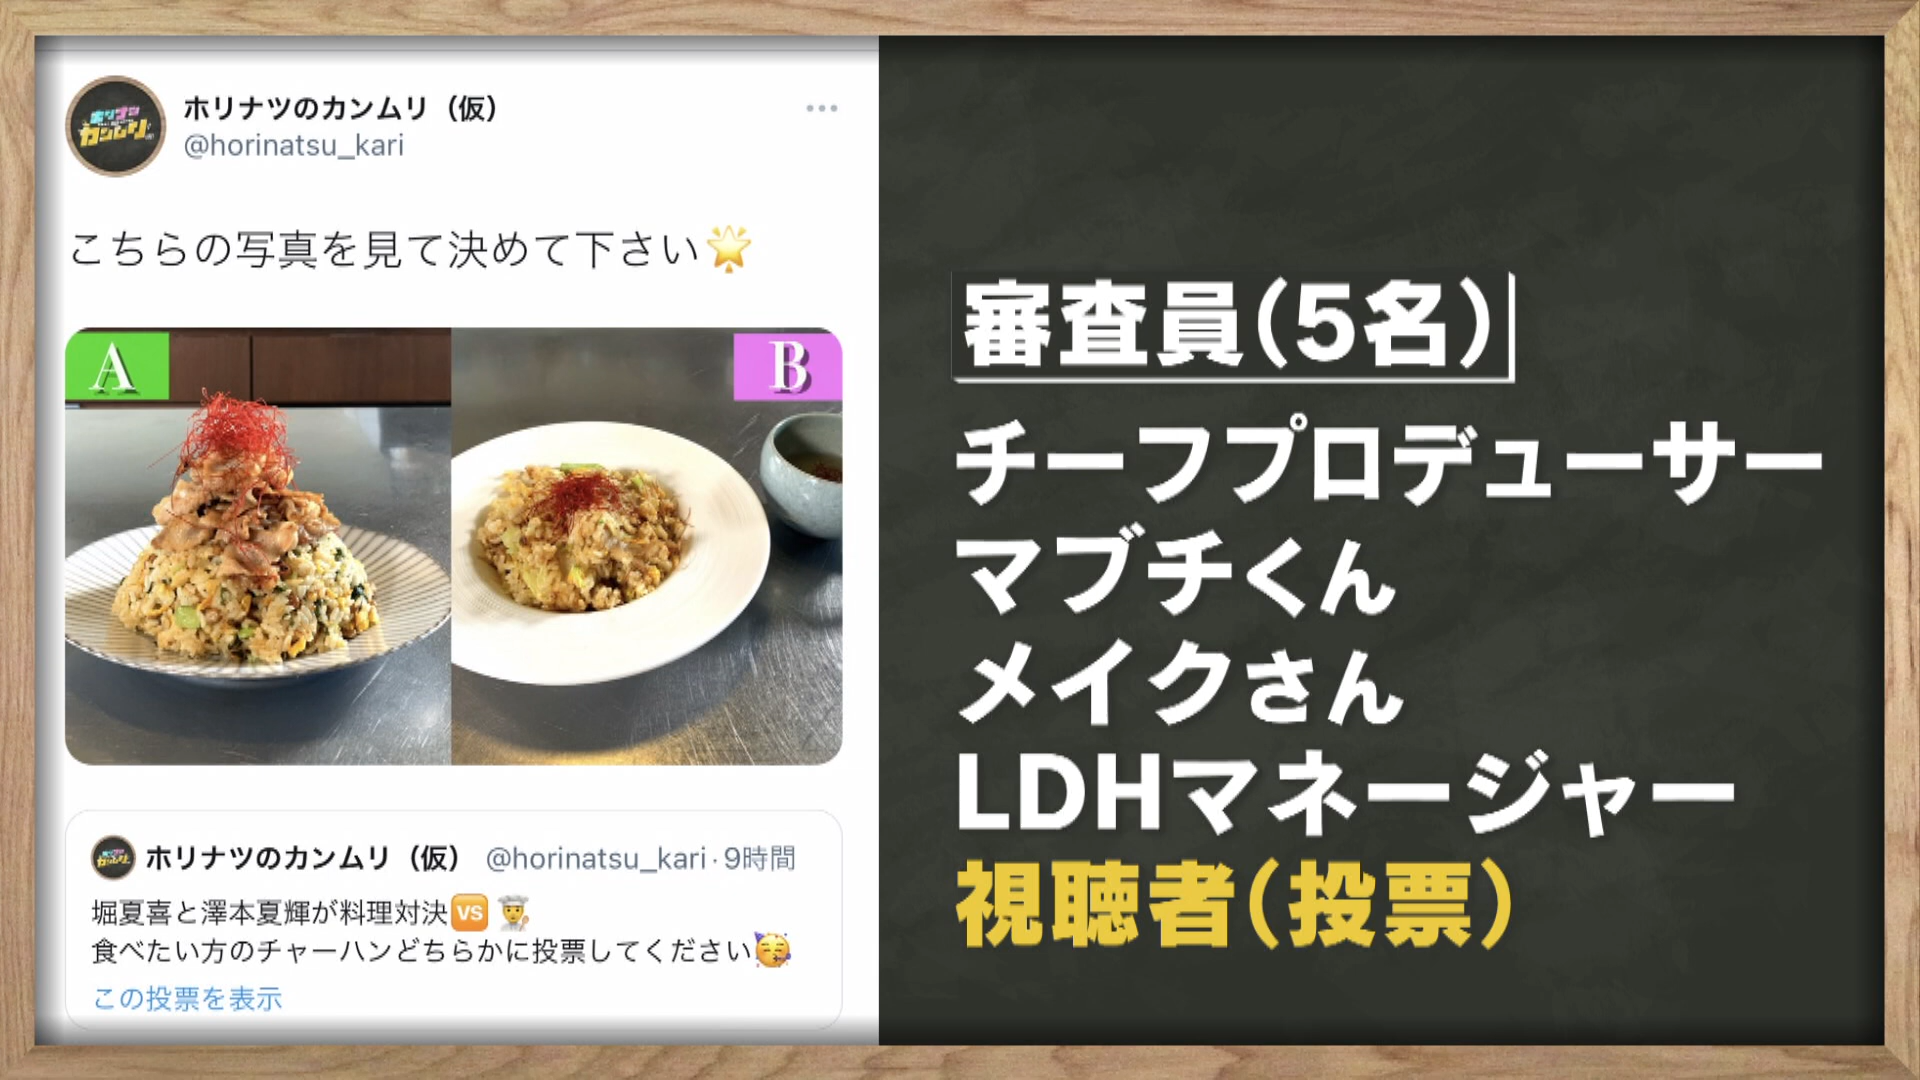 ホリナツのカンムリ（仮）
@horinatsu_kari
こちらの写真を見て決めて下さい🌟
A
B
ホリナツのカンムリ（仮） @horinatsu_kari・9時間
堀夏喜と澤本夏輝が料理対決🆚👨‍🍳
食べたい方のチャーハンどちらかに投票してください🥳
この投票を表示
審査員（5名）
チーフプロデューサー
マブチくん
メイクさん
LDHマネージャー
視聴者（投票）